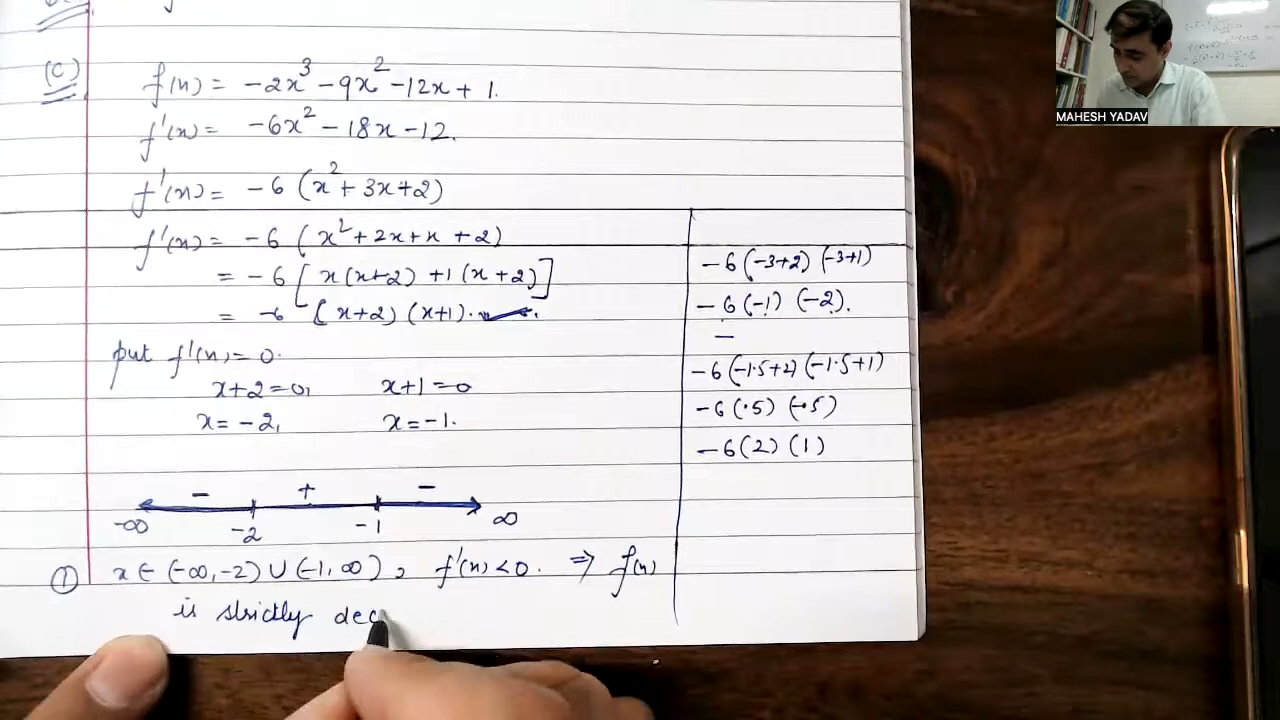 (C) f(x) = -2x³ - 9x² - 12x + 1.
f'(x) = -6x² - 18x - 12.
f'(x) = -6 (x² + 3x + 2)
f'(x) = -6 ( x² + 2x + x + 2)
= -6 [ x(x+2) + 1 (x+2)]
= -6 ( x+2) (x+1).
put f'(x) = 0.
x+2 = 0, x+1 = 0
x = -2, x = -1.
- + -
-∞ -2 -1 ∞
① x ∈ (-∞, -2) ∪ (-1, ∞), f'(x) < 0. ⇒ f(x)
is strictly dec
-6 (-3+2) (-3+1)
-6 (-1) (-2).
-
-6 (-1.5+2) (-1.5+1)
-6 (.5) (-.5)
-6 (2) (1)
MAHESH YADAV